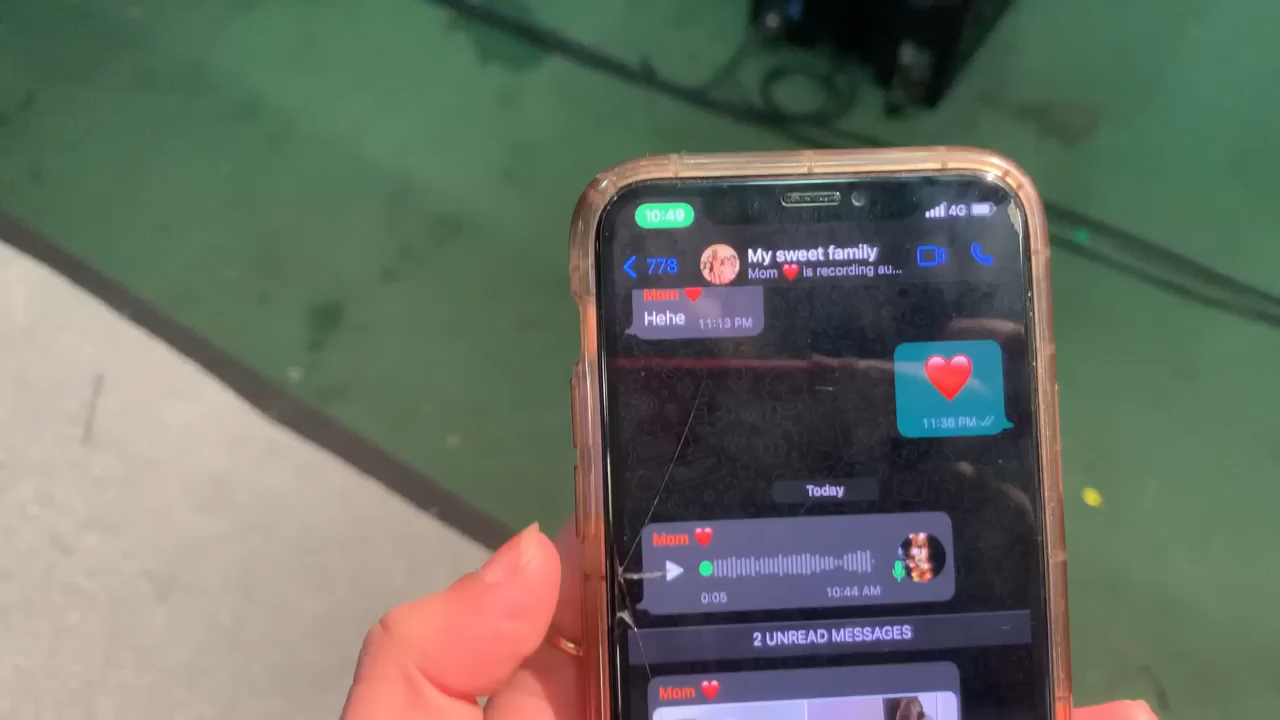 10:49
4G
778
My sweet family
Mom ❤️ is recording au...
Mom ❤️
Hehe 11:13 PM
❤️
11:36 PM
Today
Mom ❤️
0:05 10:44 AM
2 UNREAD MESSAGES
Mom ❤️